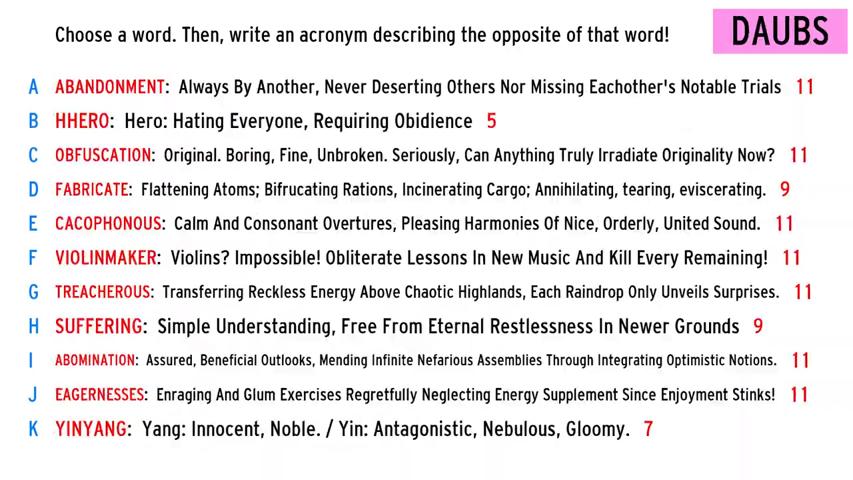 Choose a word. Then, write an acronym describing the opposite of that word!
DAUBS
A ABANDONMENT: Always By Another, Never Deserting Others Nor Missing Eachother's Notable Trials 11
B HHERO: Hero: Hating Everyone, Requiring Obidience 5
C OBFUSCATION: Original. Boring, Fine, Unbroken. Seriously, Can Anything Truly Irradiate Originality Now? 11
D FABRICATE: Flattening Atoms; Bifrucating Rations, Incinerating Cargo; Annihilating, tearing, eviscerating. 9
E CACOPHONOUS: Calm And Consonant Overtures, Pleasing Harmonies Of Nice, Orderly, United Sound. 11
F VIOLINMAKER: Violins? Impossible! Obliterate Lessons In New Music And Kill Every Remaining! 11
G TREACHEROUS: Transferring Reckless Energy Above Chaotic Highlands, Each Raindrop Only Unveils Surprises. 11
H SUFFERING: Simple Understanding, Free From Eternal Restlessness In Newer Grounds 9
I ABOMINATION: Assured, Beneficial Outlooks, Mending Infinite Nefarious Assemblies Through Integrating Optimistic Notions. 11
J EAGERNESSES: Enraging And Glum Exercises Regretfully Neglecting Energy Supplement Since Enjoyment Stinks! 11
K YINYANG: Yang: Innocent, Noble. / Yin: Antagonistic, Nebulous, Gloomy. 7